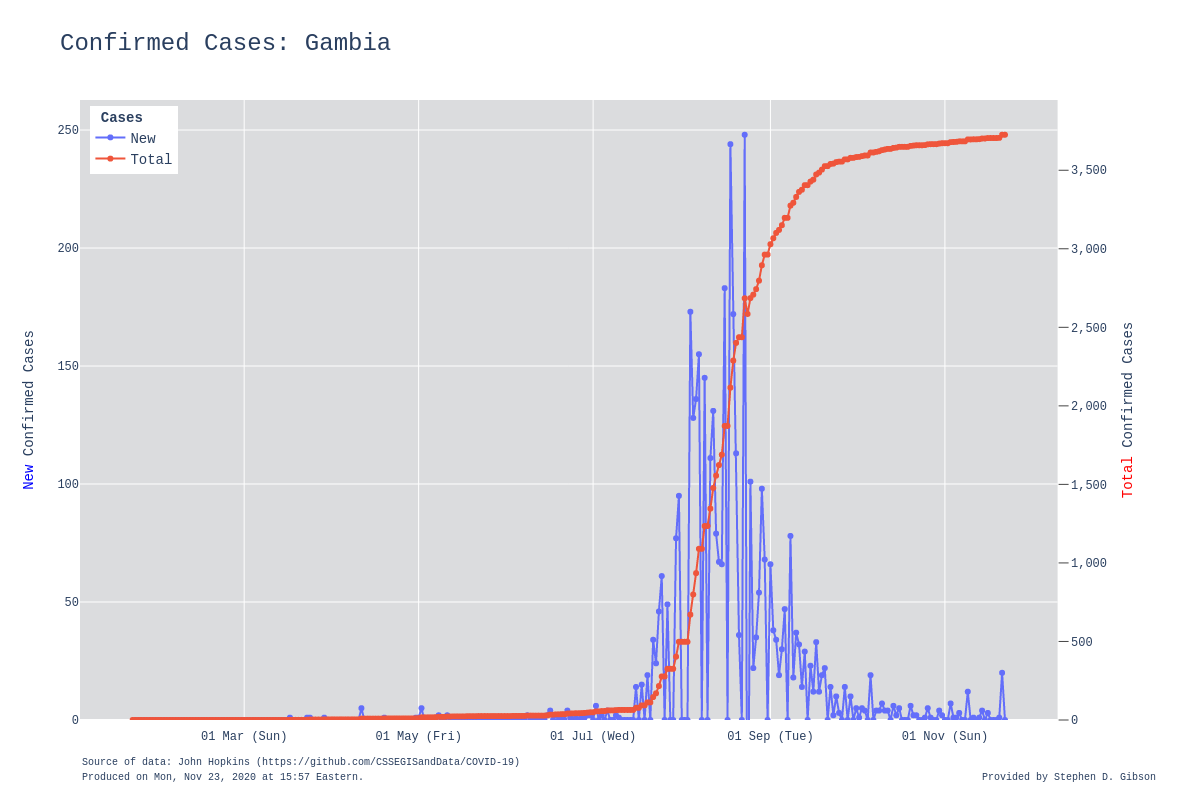 Confirmed Cases: Gambia
Cases
New
Total
250
200
150
100
50
0
3,500
3,000
2,500
2,000
1,500
1,000
500
0
New Confirmed Cases
Total Confirmed Cases
01 Mar (Sun)
01 May (Fri)
01 Jul (Wed)
01 Sep (Tue)
01 Nov (Sun)
Source of data: John Hopkins (https://github.com/CSSEGISandData/COVID-19)
Produced on Mon, Nov 23, 2020 at 15:57 Eastern.
Provided by Stephen D. Gibson